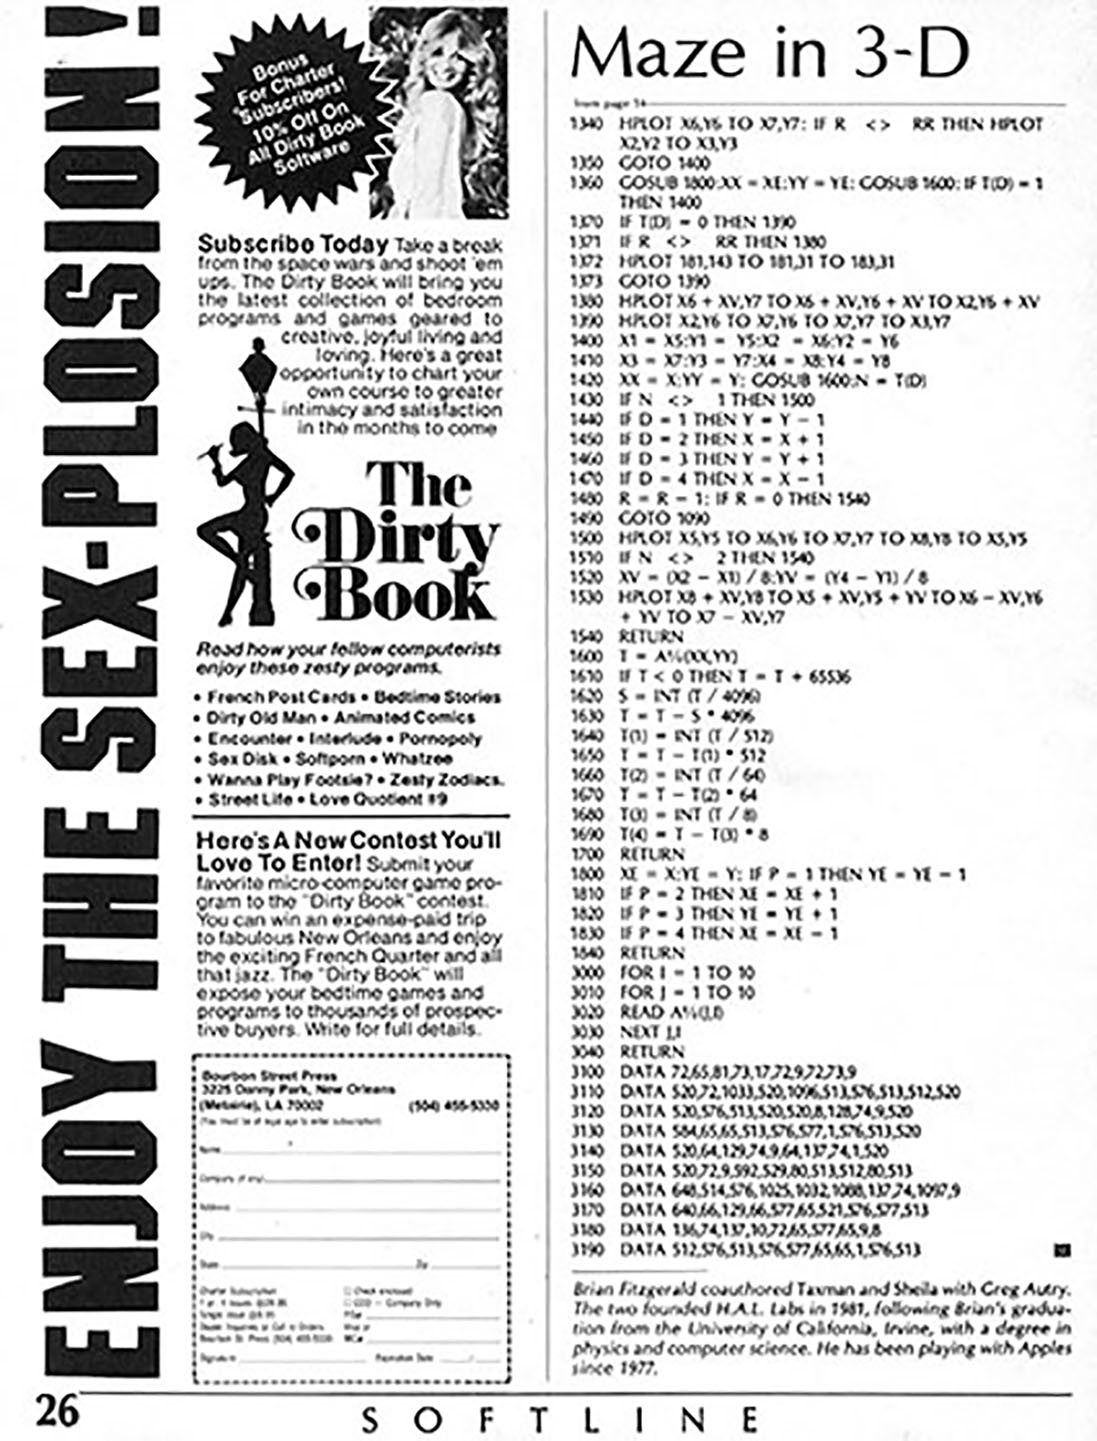 ENJOY THE SEX-PLOSION!
Bonus
For Charter
Subscribers!
10% Off On
All Dirty Book
Software
Subscribe Today Take a break
from the space wars and shoot 'em
ups. The Dirty Book will bring you
the latest collection of bedroom
programs and games geared to
creative, joyful living and
loving. Here's a great
opportunity to chart your
own course to greater
intimacy and satisfaction
in the months to come
The
Dirty
Book
Read how your fellow computerists
enjoy these zesty programs.
• French Post Cards • Bedtime Stories
• Dirty Old Man • Animated Comics
• Encounter • Interlude • Pornopoly
• Sex Disk • Softporn • Whatzee
• Wanna Play Footsie? • Zesty Zodiacs.
• Street Life • Love Quotient #9
Here's A New Contest You'll
Love To Enter! Submit your
favorite micro-computer game pro-
gram to the "Dirty Book" contest.
You can win an expense-paid trip
to fabulous New Orleans and enjoy
the exciting French Quarter and all
that jazz. The "Dirty Book" will
expose your bedtime games and
programs to thousands of prospec-
tive buyers. Write for full details.
Bourbon Street Press
3225 Danny Park, New Orleans
(Metairie), LA 70002 (504) 455-5330
(You must be of legal age to enter subscription)
Name
Company (if any)
Address
City
State Zip
Charter Subscription
Check enclosed
COD — Company Only
Signature Expiration Date
Maze in 3-D
from page 14
1340 HPLOT X6,Y6 TO X7,Y7: IF R <> RR THEN HPLOT
X2,Y2 TO X3,Y3
1350 GOTO 1400
1360 GOSUB 1800:XX = XE:YY = YE: GOSUB 1600: IF T(D) = 1
THEN 1400
1370 IF T(D) = 0 THEN 1390
1371 IF R <> RR THEN 1380
1372 HPLOT 181,143 TO 181,31 TO 183,31
1373 GOTO 1390
1380 HPLOT X6 + XV,Y7 TO X6 + XV,Y6 + XV TO X2,Y6 + XV
1390 HPLOT X2,Y6 TO X7,Y6 TO X7,Y7 TO X3,Y7
1400 X1 = X5:Y1 = Y5:X2 = X6:Y2 = Y6
1410 X3 = X7:Y3 = Y7:X4 = X8:Y4 = Y8
1420 XX = X:YY = Y: GOSUB 1600:N = T(D)
1430 IF N <> 1 THEN 1500
1440 IF D = 1 THEN Y = Y - 1
1450 IF D = 2 THEN X = X + 1
1460 IF D = 3 THEN Y = Y + 1
1470 IF D = 4 THEN X = X - 1
1480 R = R - 1: IF R = 0 THEN 1540
1490 GOTO 1090
1500 HPLOT X5,Y5 TO X6,Y6 TO X7,Y7 TO X8,Y8 TO X5,Y5
1510 IF N <> 2 THEN 1540
1520 XV = (X2 - X1) / 8:YV = (Y4 - Y1) / 8
1530 HPLOT X8 + XV,Y8 TO X5 + XV,Y5 + YV TO X6 - XV,Y6
+ YV TO X7 - XV,Y7
1540 RETURN
1600 T = A%(XX,YY)
1610 IF T < 0 THEN T = T + 65536
1620 S = INT (T / 4096)
1630 T = T - S * 4096
1640 T(1) = INT (T / 512)
1650 T = T - T(1) * 512
1660 T(2) = INT (T / 64)
1670 T = T - T(2) * 64
1680 T(3) = INT (T / 8)
1690 T(4) = T - T(3) * 8
1700 RETURN
1800 XE = X:YE = Y: IF P = 1 THEN YE = YE - 1
1810 IF P = 2 THEN XE = XE + 1
1820 IF P = 3 THEN YE = YE + 1
1830 IF P = 4 THEN XE = XE - 1
1840 RETURN
3000 FOR I = 1 TO 10
3010 FOR J = 1 TO 10
3020 READ A%(J,I)
3030 NEXT J,I
3040 RETURN
3100 DATA 72,65,81,73,17,72,9,72,73,9
3110 DATA 520,72,1033,520,1096,513,576,513,512,520
3120 DATA 520,576,513,520,520,8,128,74,9,520
3130 DATA 584,65,65,513,576,577,1,576,513,520
3140 DATA 520,64,129,74,9,64,137,74,1,520
3150 DATA 520,72,9,592,529,80,513,512,80,513
3160 DATA 648,514,576,1025,1032,1088,137,74,1097,9
3170 DATA 640,66,129,66,577,65,521,576,577,513
3180 DATA 136,74,137,10,72,65,577,65,9,8
3190 DATA 512,576,513,576,577,65,65,1,576,513
Brian Fitzgerald coauthored Taxman and Sheila with Greg Autry.
The two founded H.A.L. Labs in 1981, following Brian's gradua-
tion from the University of California, Irvine, with a degree in
physics and computer science. He has been playing with Apples
since 1977.
26
SOFTLINE